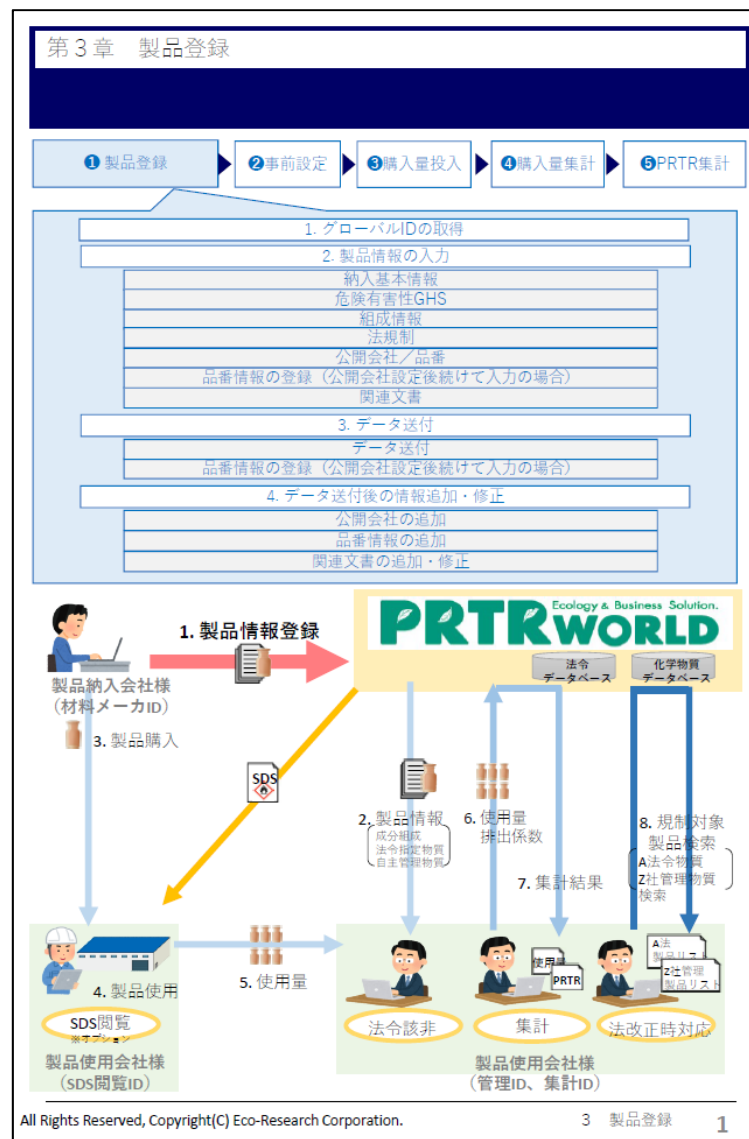 第3章　製品登録
❶製品登録
❷事前設定
❸購入量投入
❹購入量集計
❺PRTR集計
1. グローバルIDの取得
2. 製品情報の入力
納入基本情報
危険有害性GHS
組成情報
法規制
公開会社／品番
品番情報の登録（公開会社設定後続けて入力の場合）
関連文書
3. データ送付
データ送付
品番情報の登録（公開会社設定後続けて入力の場合）
4. データ送付後の情報追加・修正
公開会社の追加
品番情報の追加
関連文書の追加・修正
Ecology & Business Solution.
PRTR WORLD
1. 製品情報登録
法令
データベース
化学物質
データベース
製品納入会社様
（材料メーカID）
3. 製品購入
SDS
2. 製品情報
成分組成
法令指定物質
自主管理物質
6. 使用量
排出係数
7. 集計結果
8. 規制対象
製品検索
A法令物質
Z社管理物質
検索
4. 製品使用
5. 使用量
使用量
PRTR
A法
製品リスト
Z社管理
製品リスト
SDS閲覧
※オプション
法令該非
集計
法改正時対応
製品使用会社様
（SDS閲覧ID）
製品使用会社様
（管理ID、集計ID）
All Rights Reserved, Copyright(C) Eco-Research Corporation.
3　製品登録
1